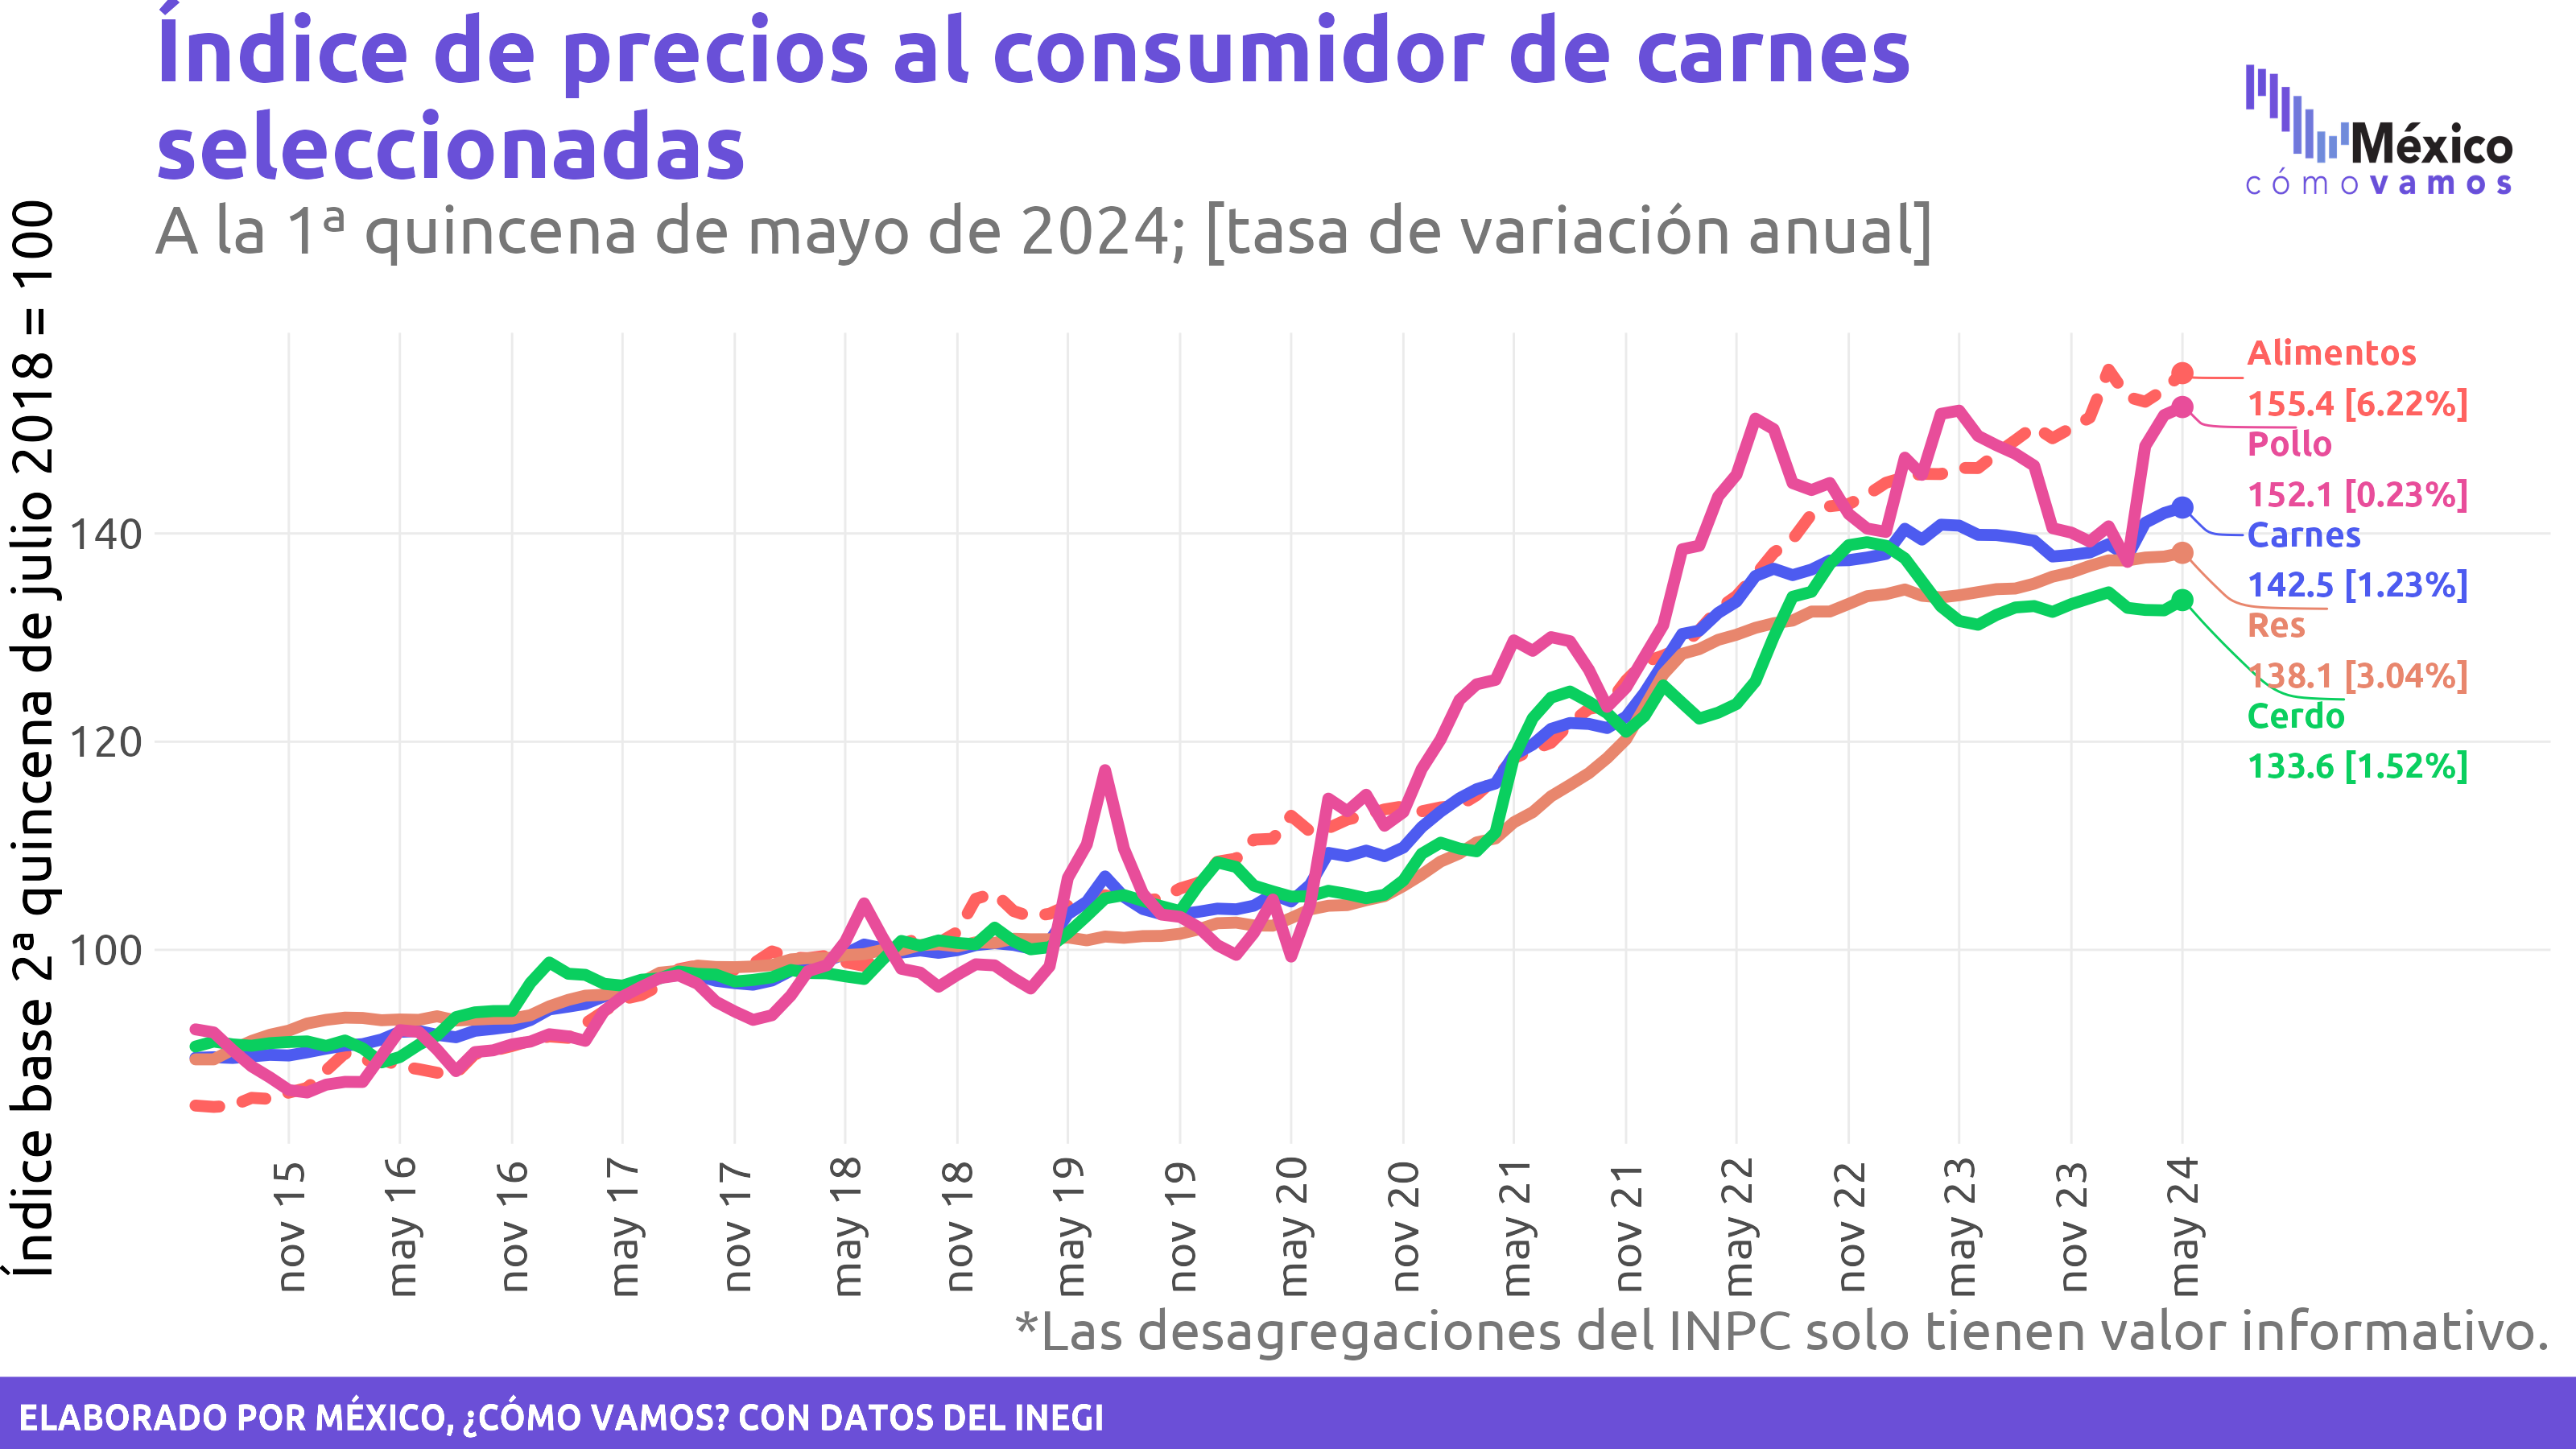 Índice de precios al consumidor de carnes
seleccionadas
A la 1ª quincena de mayo de 2024; [tasa de variación anual]
México
cómo vamos
Índice base 2ª quincena de julio 2018 = 100
140
120
100
Alimentos
155.4 [6.22%]
Pollo
152.1 [0.23%]
Carnes
142.5 [1.23%]
Res
138.1 [3.04%]
Cerdo
133.6 [1.52%]
nov 15
may 16
nov 16
may 17
nov 17
may 18
nov 18
may 19
nov 19
may 20
nov 20
may 21
nov 21
may 22
nov 22
may 23
nov 23
may 24
*Las desagregaciones del INPC solo tienen valor informativo.
ELABORADO POR MÉXICO, ¿CÓMO VAMOS? CON DATOS DEL INEGI